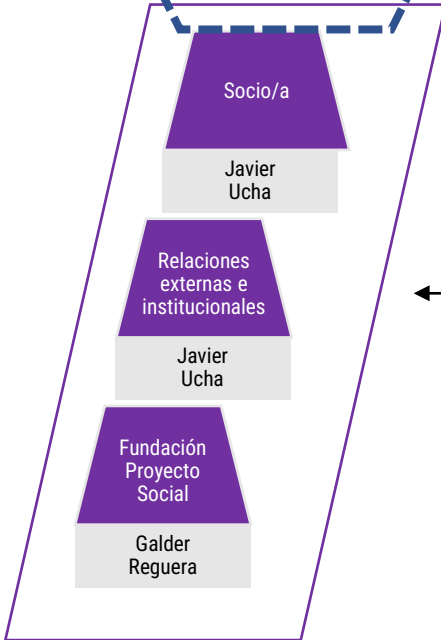 Socio/a
Javier
Ucha
Relaciones
externas e
institucionales
Javier
Ucha
Fundación
Proyecto
Social
Galder
Reguera